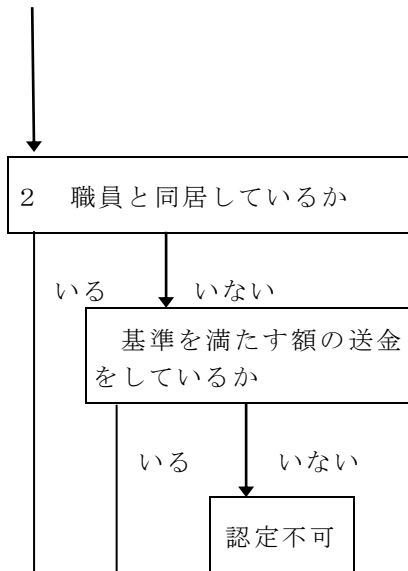 2　職員と同居しているか
いる　いない
基準を満たす額の送金
をしているか
いる　いない
認定不可